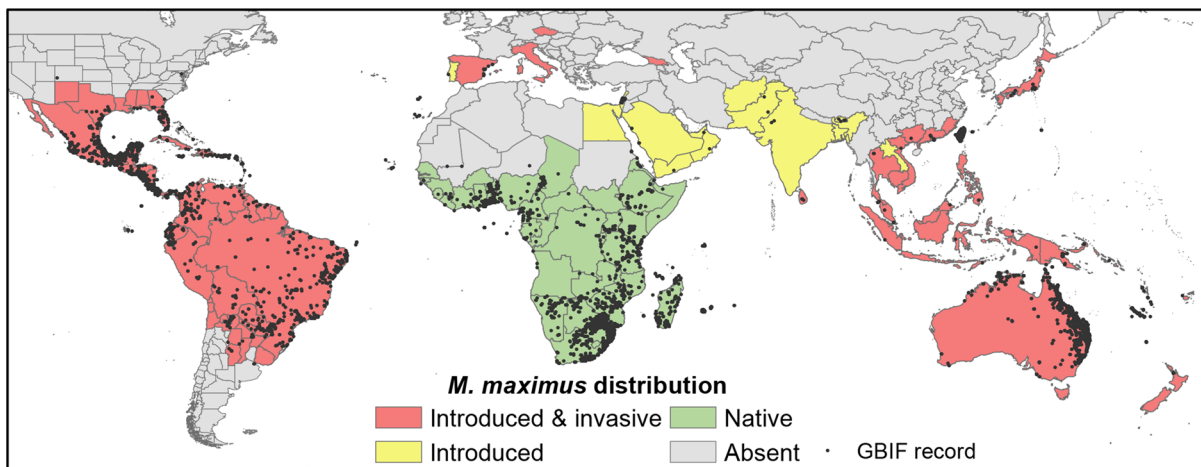 M. maximus distribution
Introduced & invasive
Native
Introduced
Absent
GBIF record